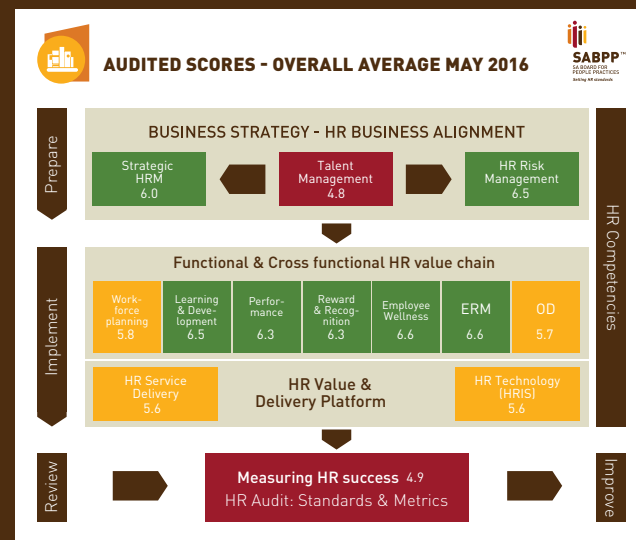 AUDITED SCORES - OVERALL AVERAGE MAY 2016
SABPP™
SA BOARD FOR
PEOPLE PRACTICES
Setting HR standards
Prepare
BUSINESS STRATEGY - HR BUSINESS ALIGNMENT
Strategic
HRM
6.0
Talent
Management
4.8
HR Risk
Management
6.5
HR Competencies
Implement
Functional & Cross functional HR value chain
Work-
force
planning
5.8
Learning
& Deve-
lopment
6.5
Perfor-
mance
6.3
Reward
& Recog-
nition
6.3
Employee
Wellness
6.6
ERM
6.6
OD
5.7
HR Service
Delivery
5.6
HR Value &
Delivery Platform
HR Technology
(HRIS)
5.6
Review
Measuring HR success 4.9
HR Audit: Standards & Metrics
Improve